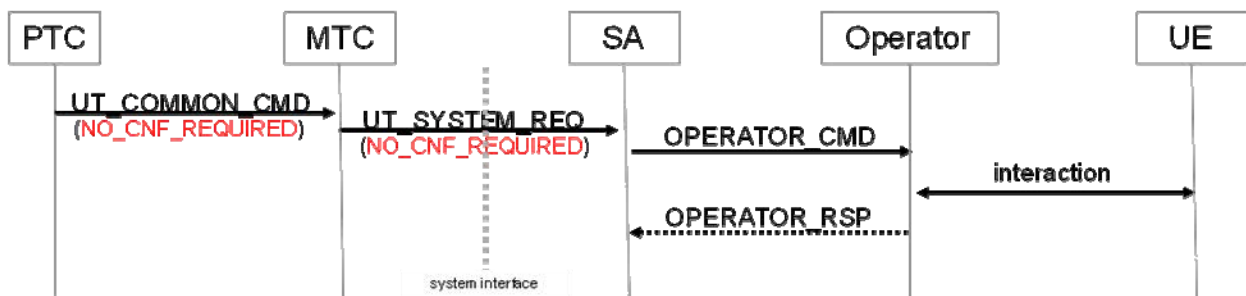 PTC
MTC
SA
Operator
UE
UT_COMMON_CMD
(NO_CNF_REQUIRED)
UT_SYSTEM_REQ
(NO_CNF_REQUIRED)
OPERATOR_CMD
interaction
OPERATOR_RSP
system interface